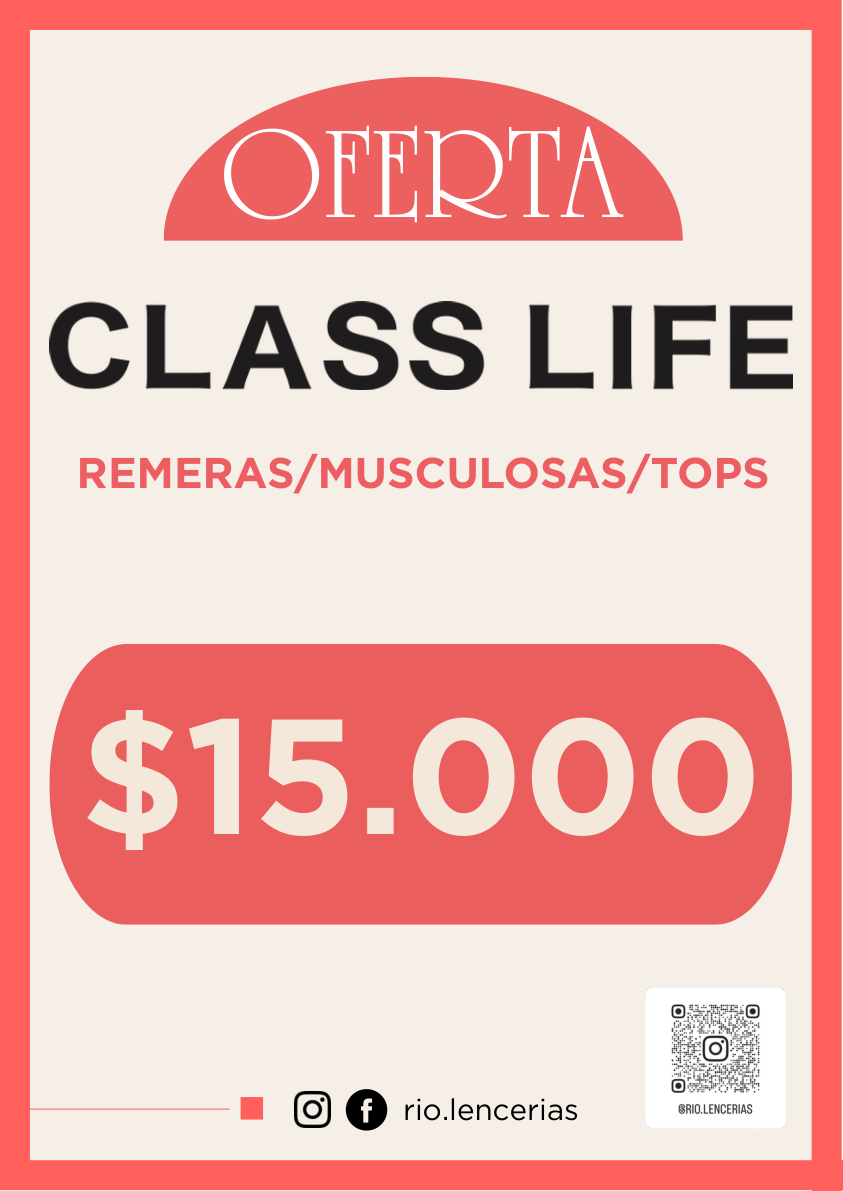 OFERTA
CLASS LIFE
REMERAS/MUSCULOSAS/TOPS
$15.000
rio.lencerias
@RIO.LENCERIAS